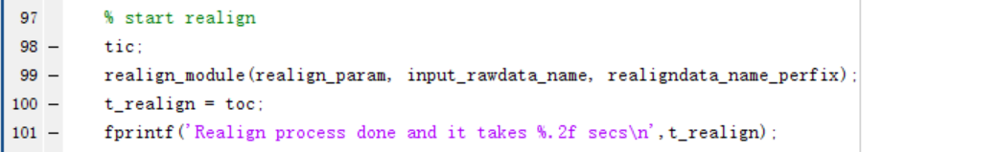 97 % start realign
98 – tic;
99 – realign_module(realign_param, input_rawdata_name, realigndata_name_perfix);
100 – t_realign = toc;
101 – fprintf('Realign process done and it takes %.2f secs\n',t_realign);